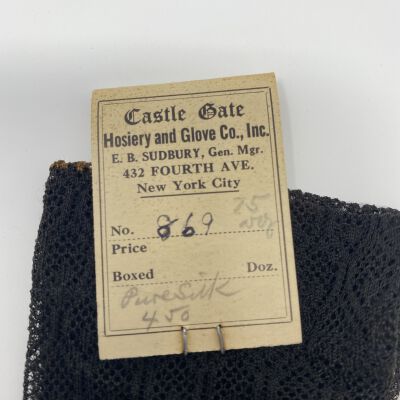 Castle Gate
Hosiery and Glove Co., Inc.
E. B. SUDBURY, Gen. Mgr.
432 FOURTH AVE.
New York City
No. 869
75
Price
Boxed Doz.
Pure Silk
450